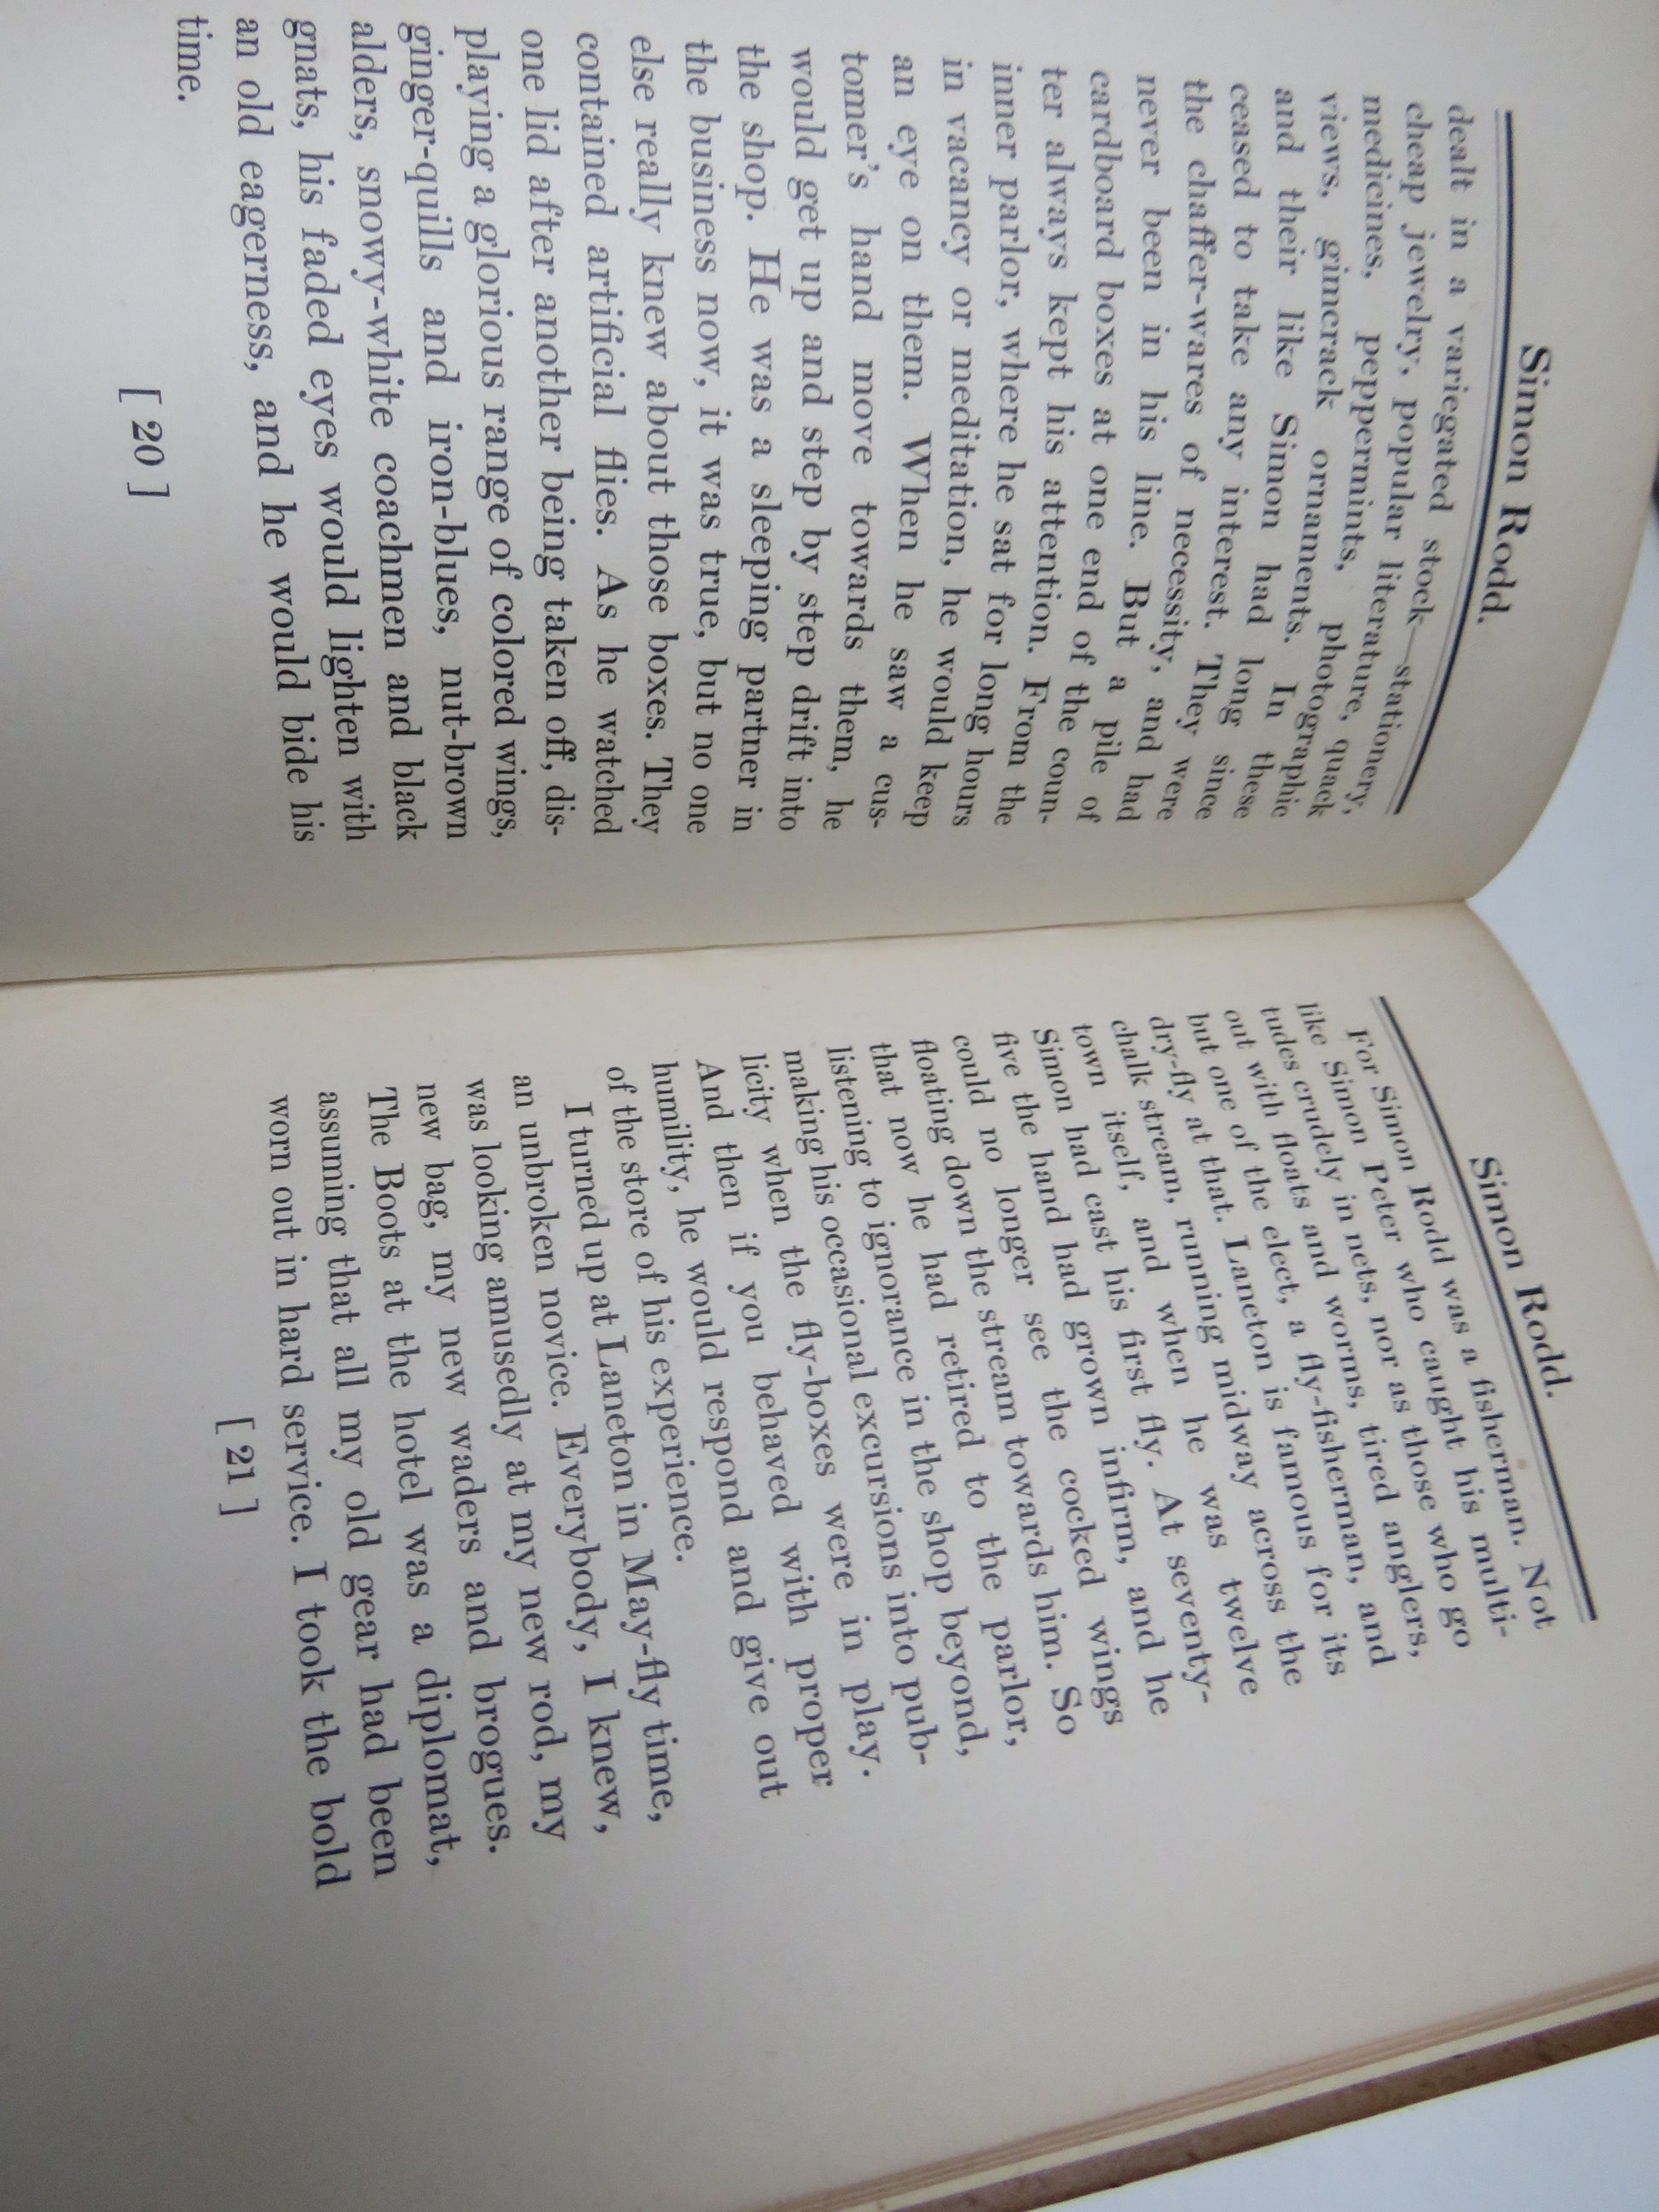 Simon Rodd.
dealt in a variegated stock—stationery,
cheap jewelry, popular literature, quack
medicines, peppermints, photographic
views, gimcrack ornaments. In these
and their like Simon had long since
ceased to take any interest. They were
the chaffer-wares of necessity, and had
never been in his line. But a pile of
cardboard boxes at one end of the coun-
ter always kept his attention. From the
inner parlor, where he sat for long hours
in vacancy or meditation, he would keep
an eye on them. When he saw a cus-
tomer's hand move towards them, he
would get up and step by step drift into
the shop. He was a sleeping partner in
the business now, it was true, but no one
else really knew about those boxes. They
contained artificial flies. As he watched
one lid after another being taken off, dis-
playing a glorious range of colored wings,
ginger-quills and iron-blues, nut-brown
alders, snowy-white coachmen and black
gnats, his faded eyes would lighten with
an old eagerness, and he would bide his
time.
[ 20 ]
Simon Rodd.
For Simon Rodd was a fisherman. Not
like Simon Peter who caught his multi-
tudes crudely in nets, nor as those who go
out with floats and worms, tired anglers,
but one of the elect, a fly-fisherman, and
dry-fly at that. Laneton is famous for its
chalk stream, running midway across the
town itself, and when he was twelve
Simon had cast his first fly. At seventy-
five the hand had grown infirm, and he
could no longer see the cocked wings
floating down the stream towards him. So
that now he had retired to the parlor,
listening to ignorance in the shop beyond,
making his occasional excursions into pub-
licity when the fly-boxes were in play.
And then if you behaved with proper
humility, he would respond and give out
of the store of his experience.
I turned up at Laneton in May-fly time,
an unbroken novice. Everybody, I knew,
was looking amusedly at my new rod, my
new bag, my new waders and brogues.
The Boots at the hotel was a diplomat,
assuming that all my old gear had been
worn out in hard service. I took the bold
[ 21 ]